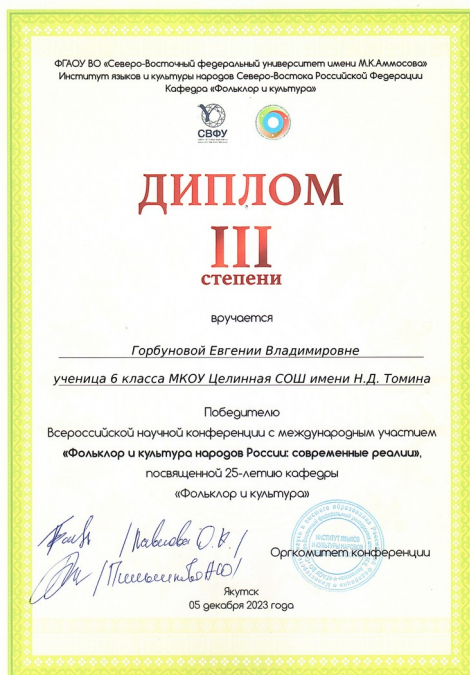 ФГАОУ ВО «Северо-Восточный федеральный университет имени М.К.Аммосова»
Институт языков и культуры народов Северо-Востока Российской Федерации
Кафедра «Фольклор и культура»
СВФУ
ДИПЛОМ
III
степени
вручается
Горбуновой Евгении Владимировне
ученица 6 класса МКОУ Целинная СОШ имени Н.Д. Томина
Победителю
Всероссийской научной конференции с международным участием
«Фольклор и культура народов России: современные реалии»,
посвященной 25-летию кафедры
«Фольклор и культура»
/Павлова О.К./
Оргкомитет конференции
Якутск
05 декабря 2023 года